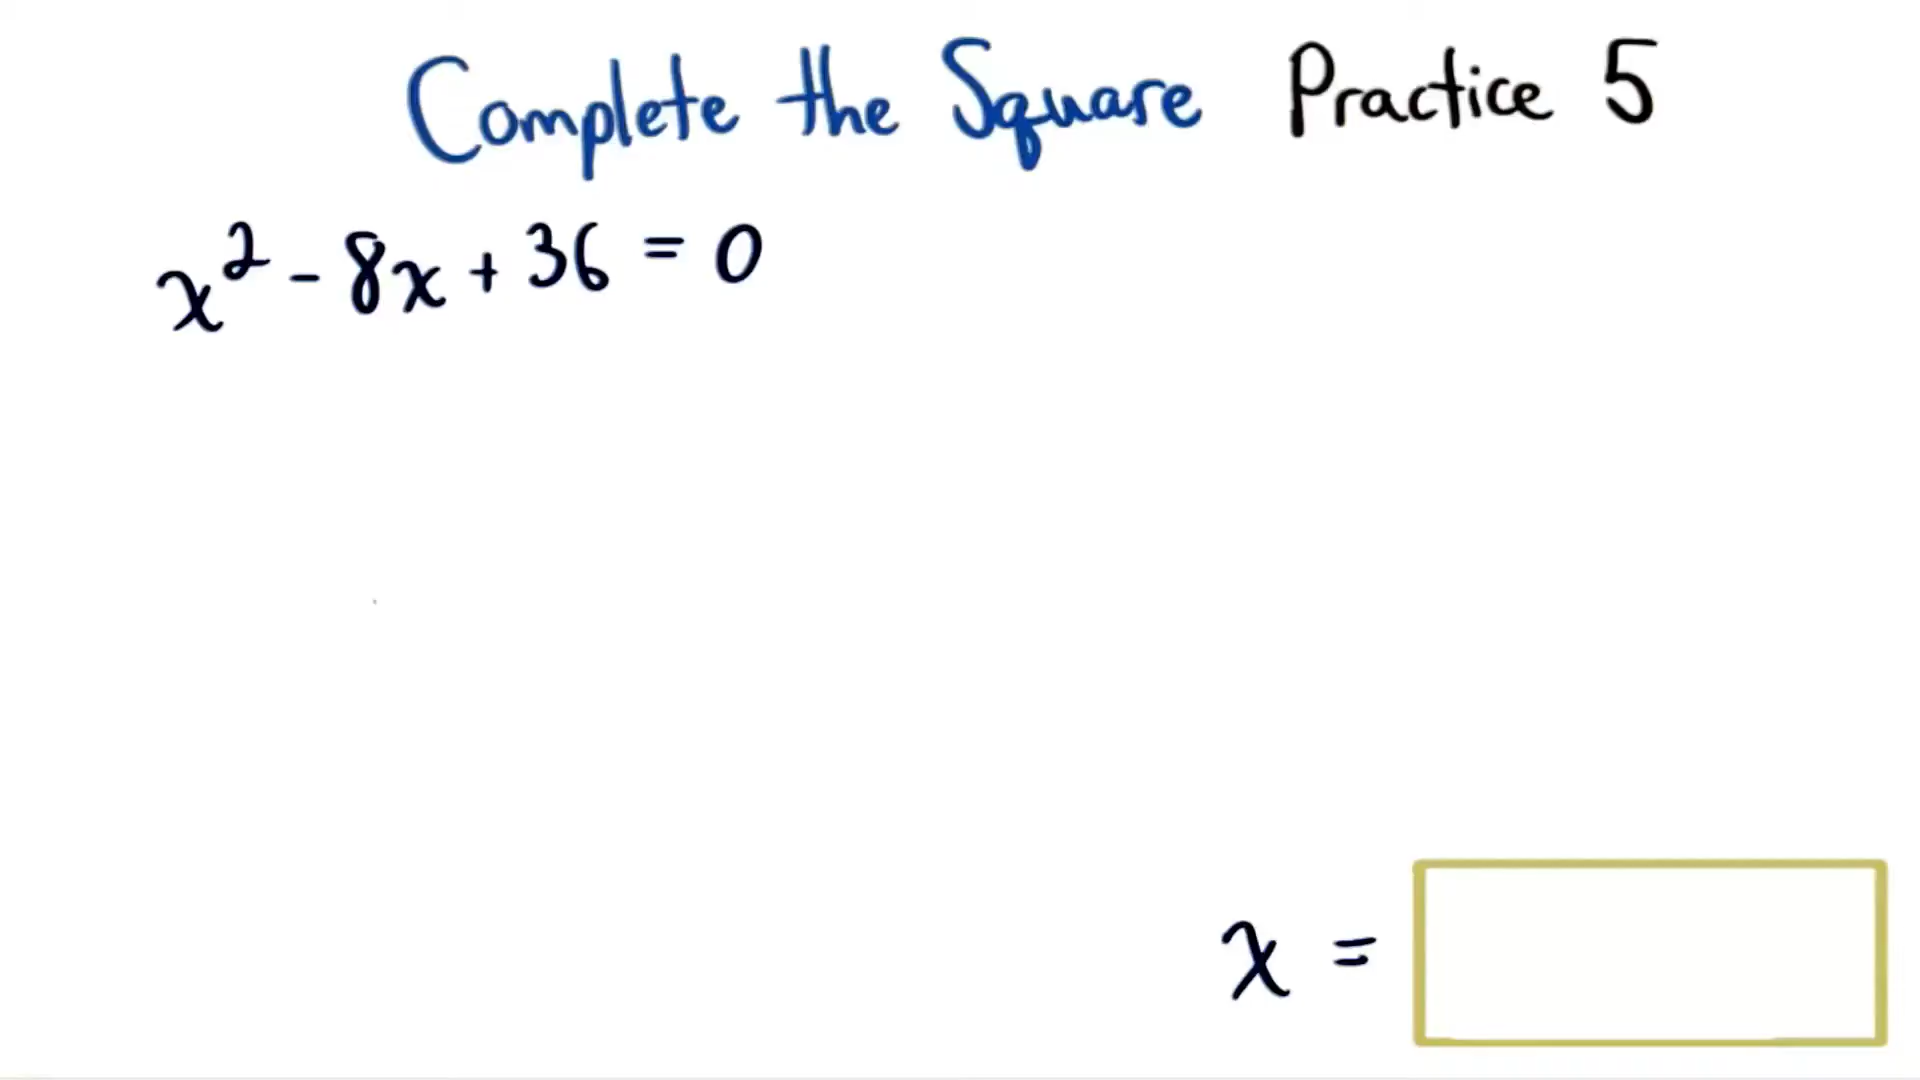 Complete the Square Practice 5
x² - 8x + 36 = 0
x =